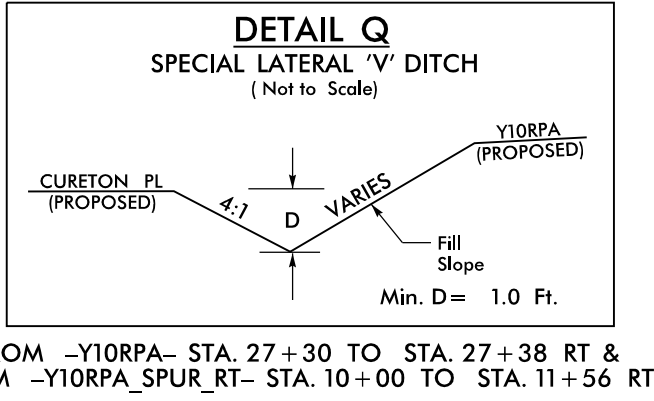 DETAIL Q
SPECIAL LATERAL 'V' DITCH
( Not to Scale)
Y10RPA
(PROPOSED)
CURETON PL
(PROPOSED)
4:1
D
VARIES
Fill
Slope
Min. D = 1.0 Ft.
OM -Y10RPA- STA. 27+30 TO STA. 27+38 RT &
-Y10RPA_SPUR_RT- STA. 10+00 TO STA. 11+56 RT